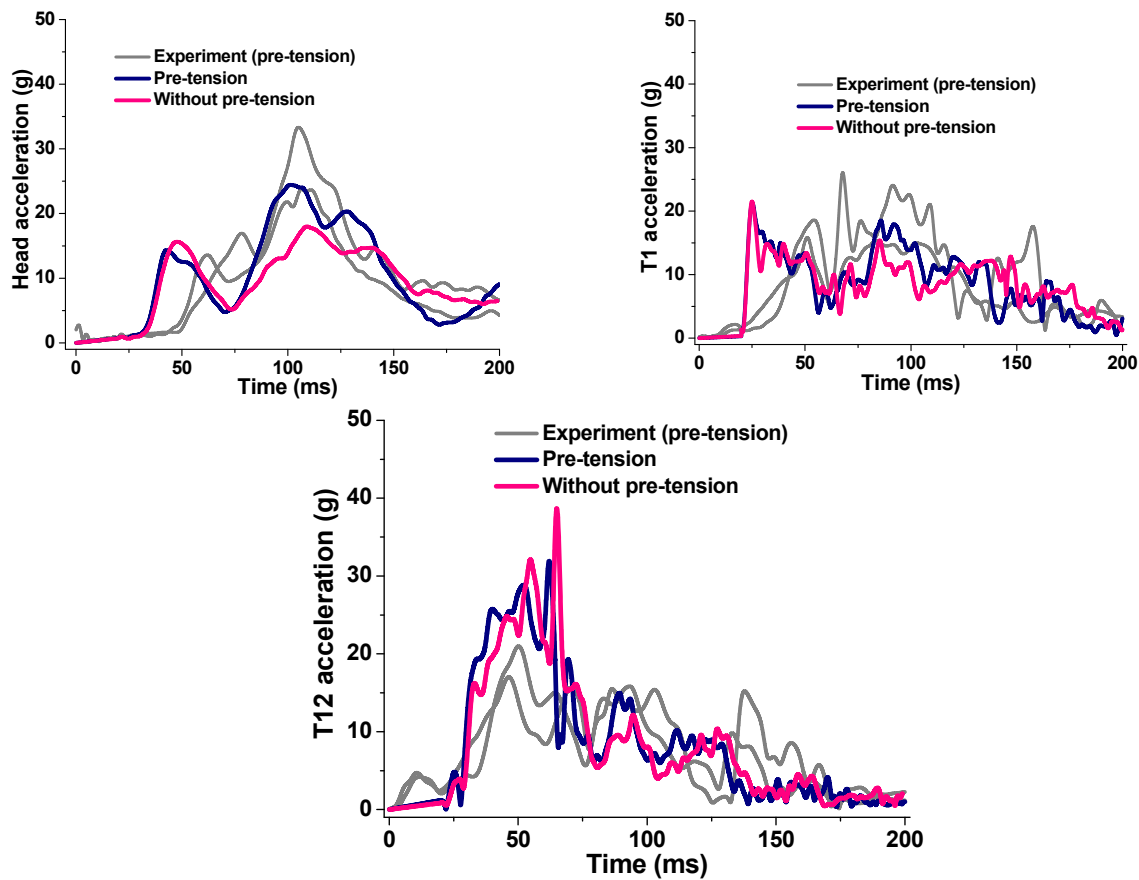 50
40
30
20
10
0
Head acceleration (g)
Experiment (pre-tension)
Pre-tension
Without pre-tension
0 50 100 150 200
Time (ms)
50
40
30
20
10
0
T1 acceleration (g)
Experiment (pre-tension)
Pre-tension
Without pre-tension
0 50 100 150 200
Time (ms)
50
40
30
20
10
0
T12 acceleration (g)
Experiment (pre-tension)
Pre-tension
Without pre-tension
0 50 100 150 200
Time (ms)